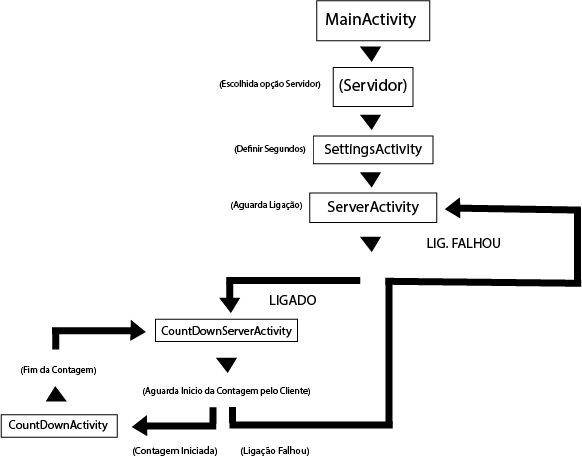 MainActivity
(Escolhida opção Servidor)
(Servidor)
(Definir Segundos)
SettingsActivity
(Aguarda Ligação)
ServerActivity
LIG. FALHOU
LIGADO
CountDownServerActivity
(Fim da Contagem)
(Aguarda Inicio da Contagem pelo Cliente)
CountDownActivity
(Contagem Iniciada)
(Ligação Falhou)